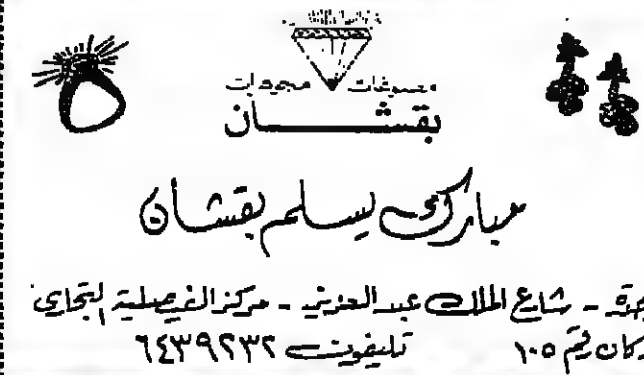 مصوغات مجوهرات
بقشان
مبارك يسلم بقشان
جدة - شارع الملك عبد العزيز - مركز الفيصلية التجاري
دكان رقم ١٠٥ تليفون ٦٤٣٩٢٣٢